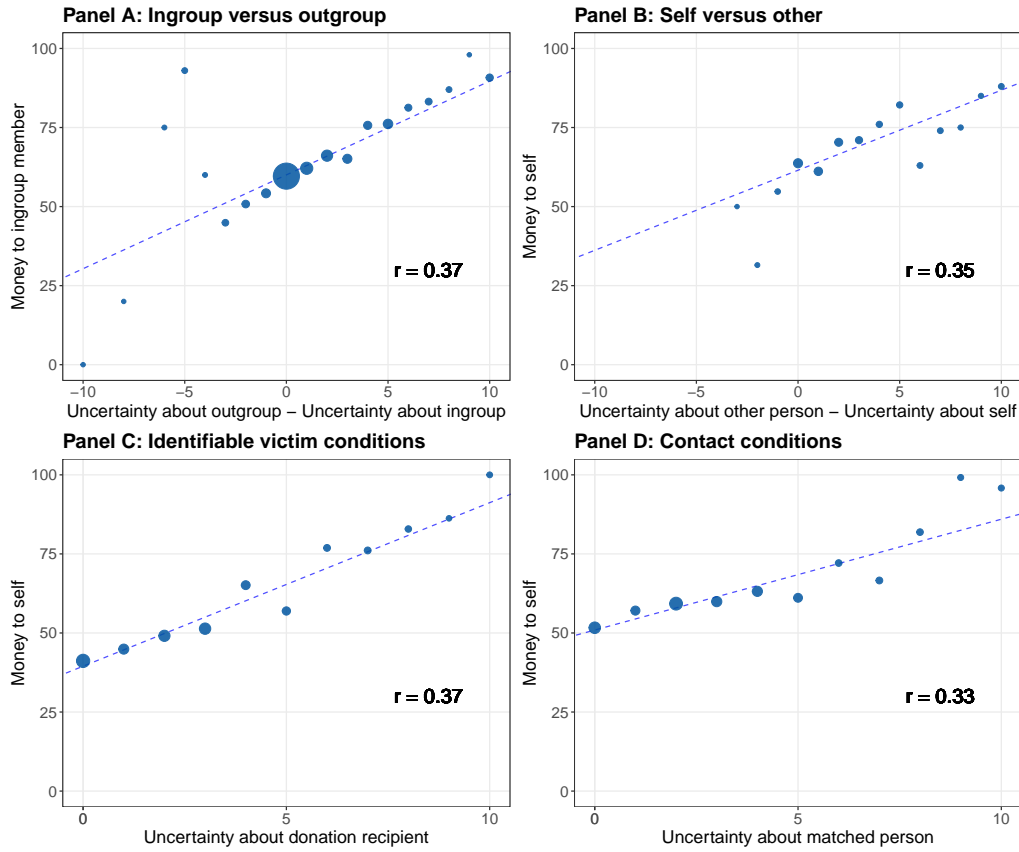 Panel A: Ingroup versus outgroup
Money to ingroup member
100
75
50
25
0
r = 0.37
−10
−5
0
5
10
Uncertainty about outgroup − Uncertainty about ingroup
Panel B: Self versus other
Money to self
100
75
50
25
0
r = 0.35
−10
−5
0
5
10
Uncertainty about other person − Uncertainty about self
Panel C: Identifiable victim conditions
Money to self
100
75
50
25
0
r = 0.37
0
5
10
Uncertainty about donation recipient
Panel D: Contact conditions
Money to self
100
75
50
25
0
r = 0.33
0
5
10
Uncertainty about matched person